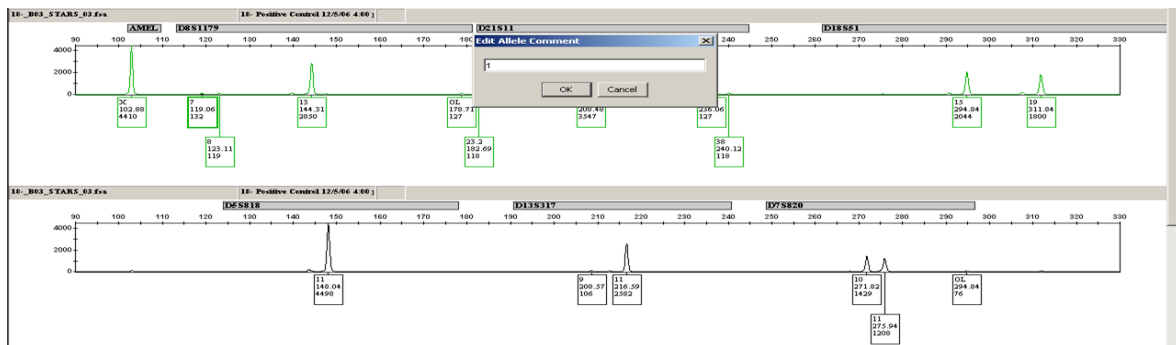 18-_B03_STARS_03.fsa 18- Positive Control 12/5/06 4:00 p
AMEL D8S1179 D21S11 D18S51
90 100 110 120 130 140 150 160 170 180 240 250 260 270 280 290 300 310 320 330
Edit Allele Comment
1
OK Cancel
4000
2000
0
X 7 13 OL 15 19
102.88 119.06 144.31 178.71 208.48 236.06 294.84 311.84
4410 132 2850 127 3547 127 2044 1800
8 23.2 38
123.11 182.69 240.12
119 118 118
18-_B03_STARS_03.fsa 18- Positive Control 12/5/06 4:00 p
D5S818 D13S317 D7S820
90 100 110 120 130 140 150 160 170 180 190 200 210 220 230 240 250 260 270 280 290 300 310 320 330
4000
2000
0
11 9 11 10 OL
148.04 208.57 216.59 271.82 294.84
4498 106 2582 1429 76
11
275.94
1208